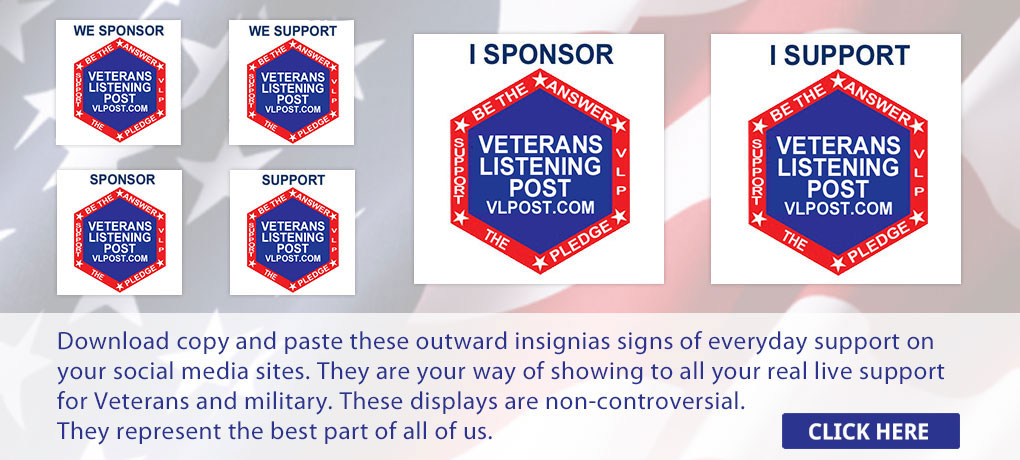 WE SPONSOR
BE THE ANSWER
VETERANS
LISTENING
POST
VLPOST.COM
SUPPORT
VLP
THE PLEDGE
WE SUPPORT
BE THE ANSWER
VETERANS
LISTENING
POST
VLPOST.COM
SUPPORT
VLP
THE PLEDGE
I SPONSOR
BE THE ANSWER
VETERANS
LISTENING
POST
VLPOST.COM
SUPPORT
VLP
THE PLEDGE
I SUPPORT
BE THE ANSWER
VETERANS
LISTENING
POST
VLPOST.COM
SUPPORT
VLP
THE PLEDGE
SPONSOR
BE THE ANSWER
VETERANS
LISTENING
POST
VLPOST.COM
SUPPORT
VLP
THE PLEDGE
SUPPORT
BE THE ANSWER
VETERANS
LISTENING
POST
VLPOST.COM
SUPPORT
VLP
THE PLEDGE
Download copy and paste these outward insignias signs of everyday support on
your social media sites. They are your way of showing to all your real live support
for Veterans and military. These displays are non-controversial.
They represent the best part of all of us.
CLICK HERE